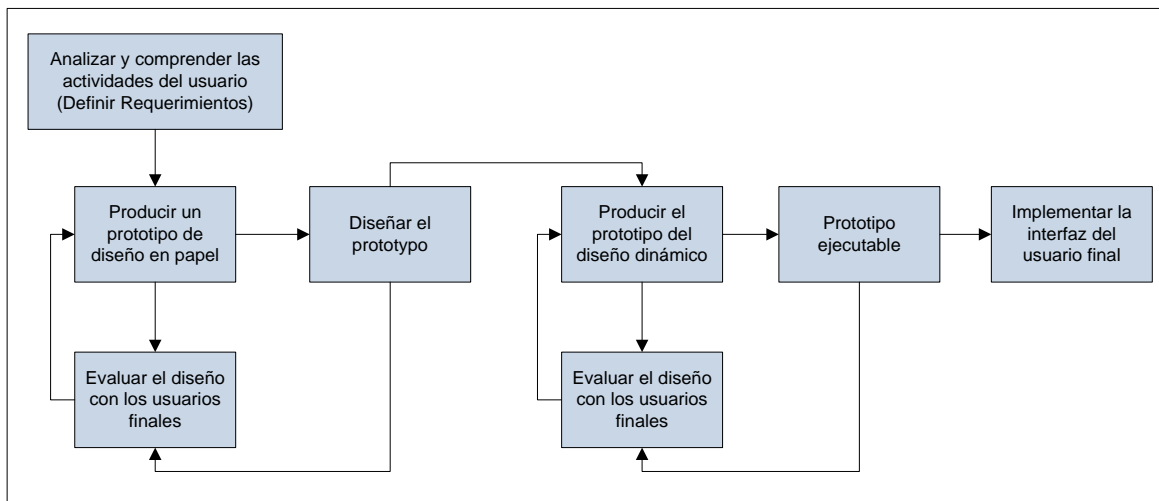 Analizar y comprender las
actividades del usuario
(Definir Requerimientos)
Producir un
prototipo de
diseño en papel
Diseñar el
prototypo
Producir el
prototipo del
diseño dinámico
Prototipo
ejecutable
Implementar la
interfaz del
usuario final
Evaluar el diseño
con los usuarios
finales
Evaluar el diseño
con los usuarios
finales